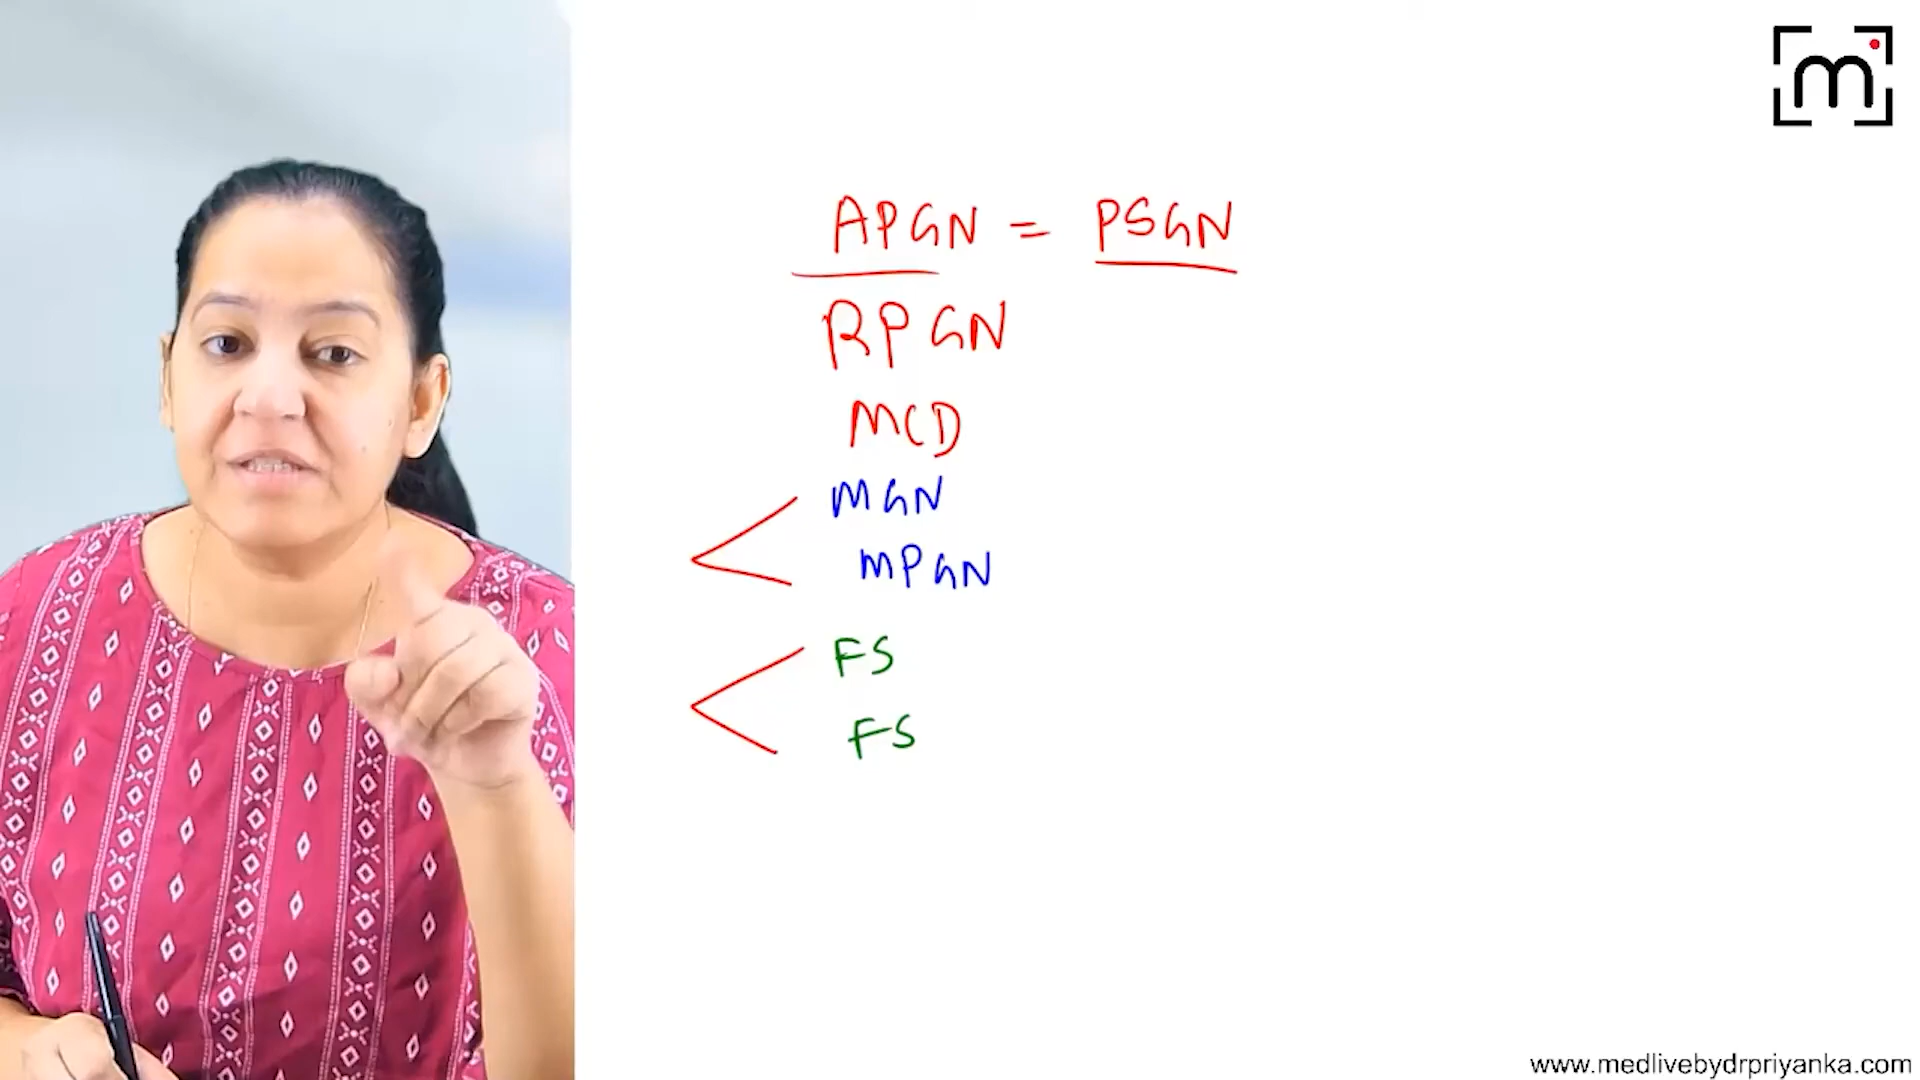 m
APGN = PSGN
RPGN
MCD
MGN
MPGN
FS
FS
www.medlivebydrpriyanka.com